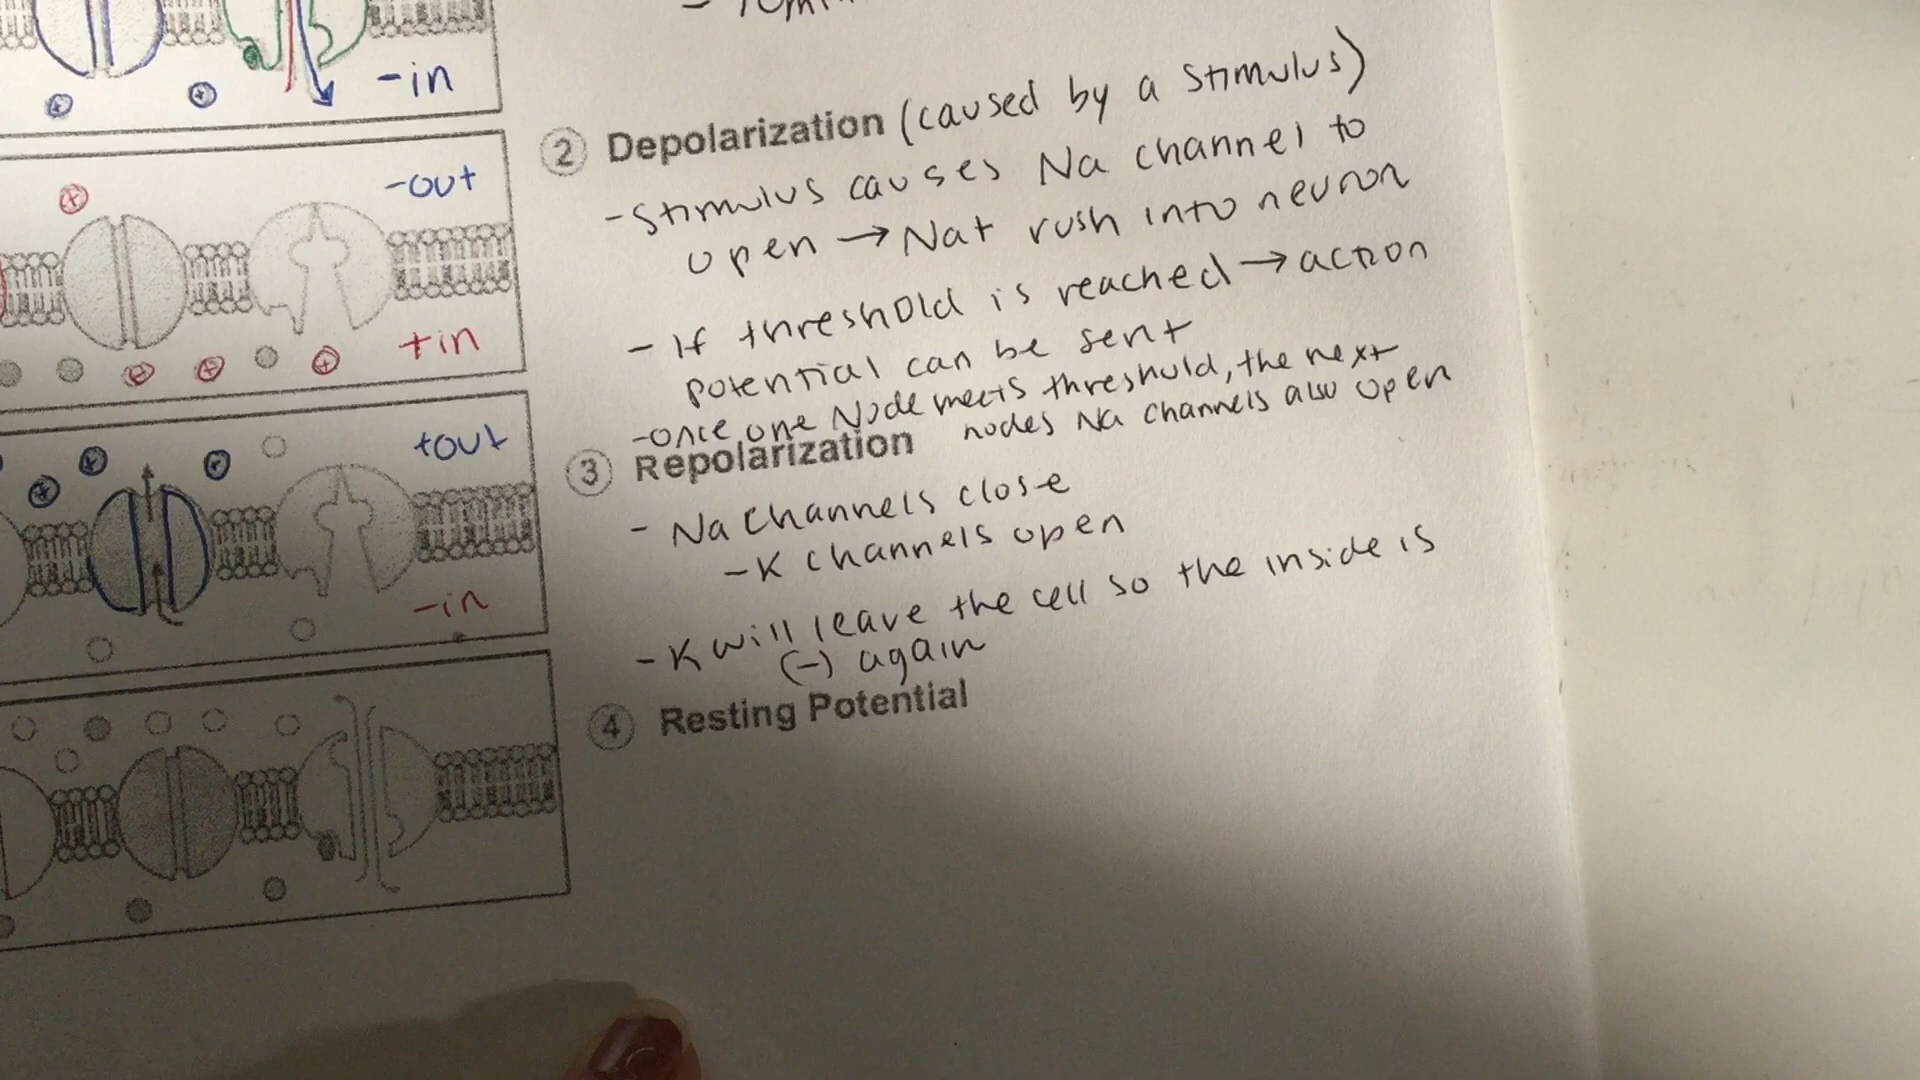 -in
② Depolarization (caused by a stimulus)
-Stimulus causes Na channel to
open → Na+ rush into neuron
- If threshold is reached → action
potential can be sent
-once one Node meets threshold, the next
nodes Na channels also open
-out
+in
③ Repolarization
- Na channels close
-K channels open
- K will leave the cell so the inside is
(-) again
+out
-in
④ Resting Potential